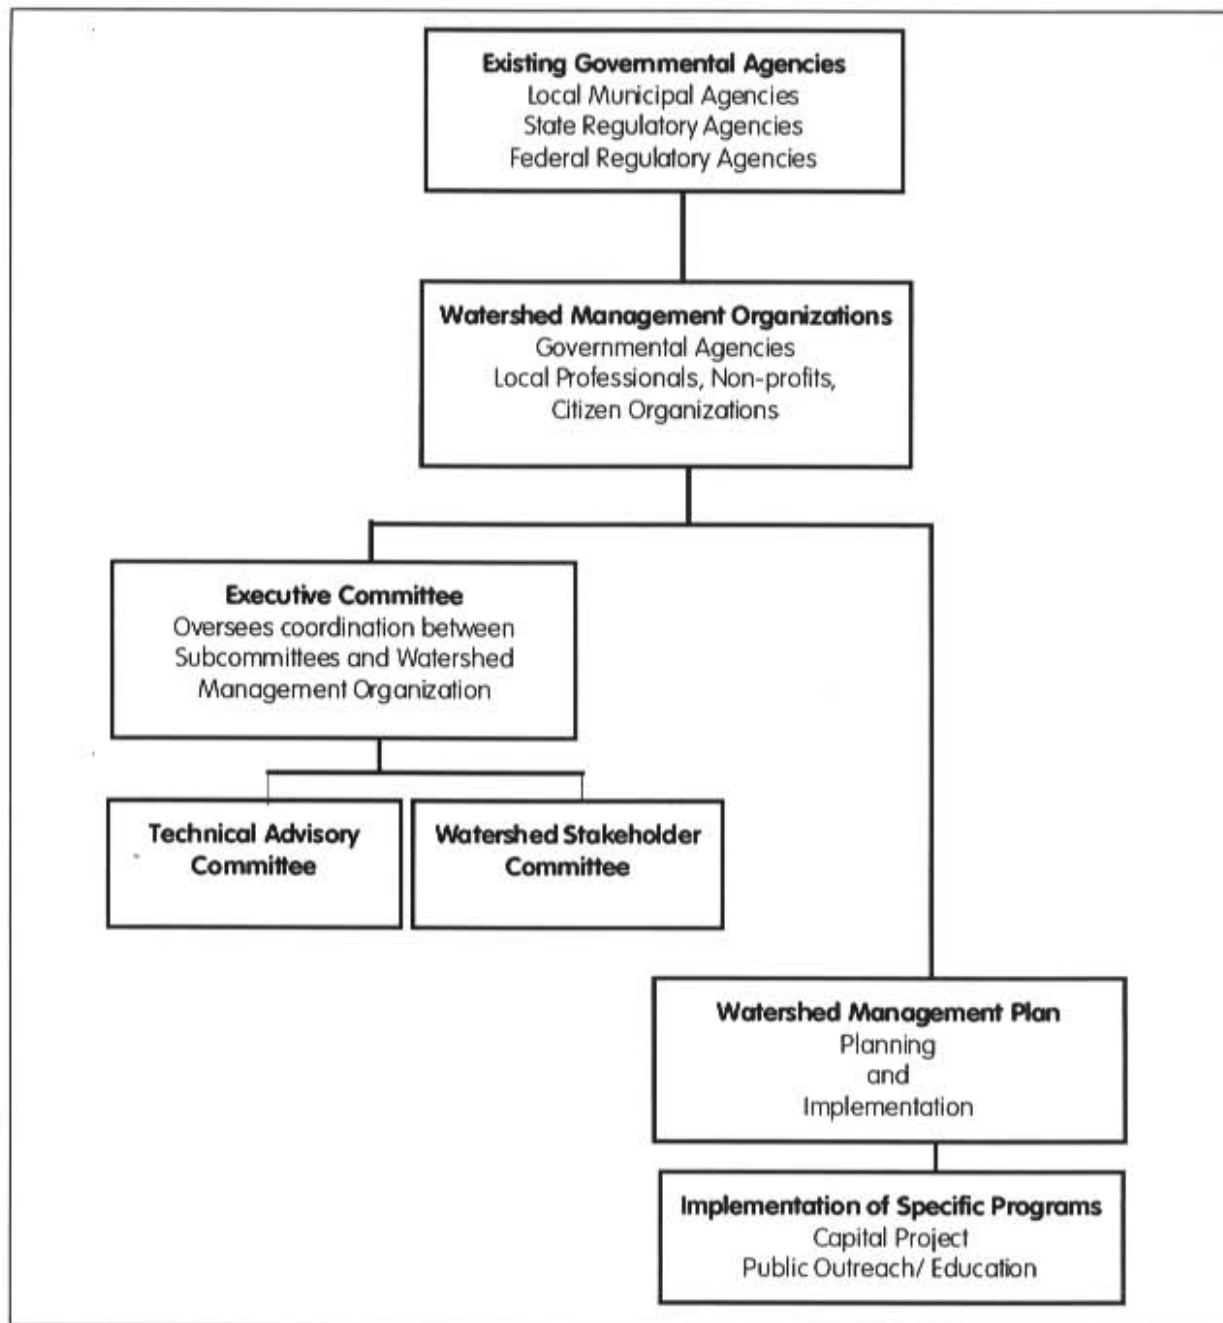 Existing Governmental Agencies
Local Municipal Agencies
State Regulatory Agencies
Federal Regulatory Agencies
Watershed Management Organizations
Governmental Agencies
Local Professionals, Non-profits,
Citizen Organizations
Executive Committee
Oversees coordination between
Subcommittees and Watershed
Management Organization
Technical Advisory
Committee
Watershed Stakeholder
Committee
Watershed Management Plan
Planning
and
Implementation
Implementation of Specific Programs
Capital Project
Public Outreach/ Education